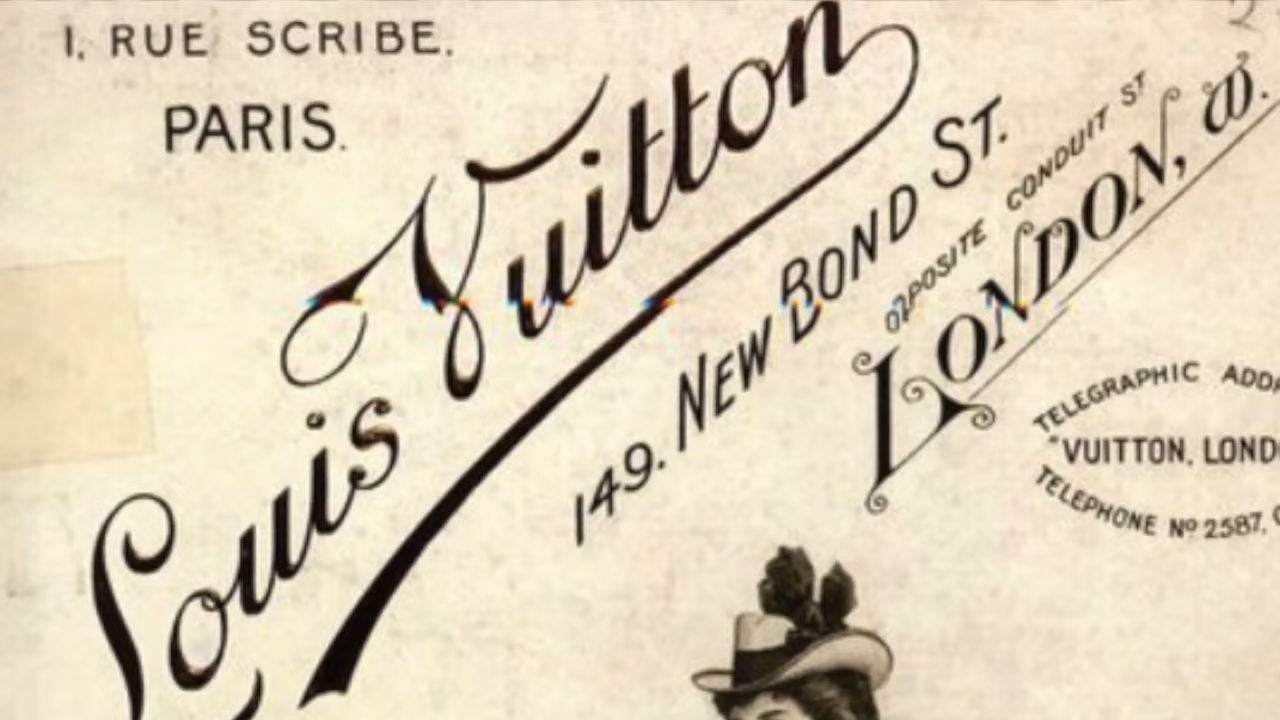 1, RUE SCRIBE.
PARIS.
Louis Vuitton
149. NEW BOND ST.
OPPOSITE CONDUIT ST
LONDON, W.
TELEGRAPHIC
"VUITTON, LOND
TELEPHONE Nº 2587.